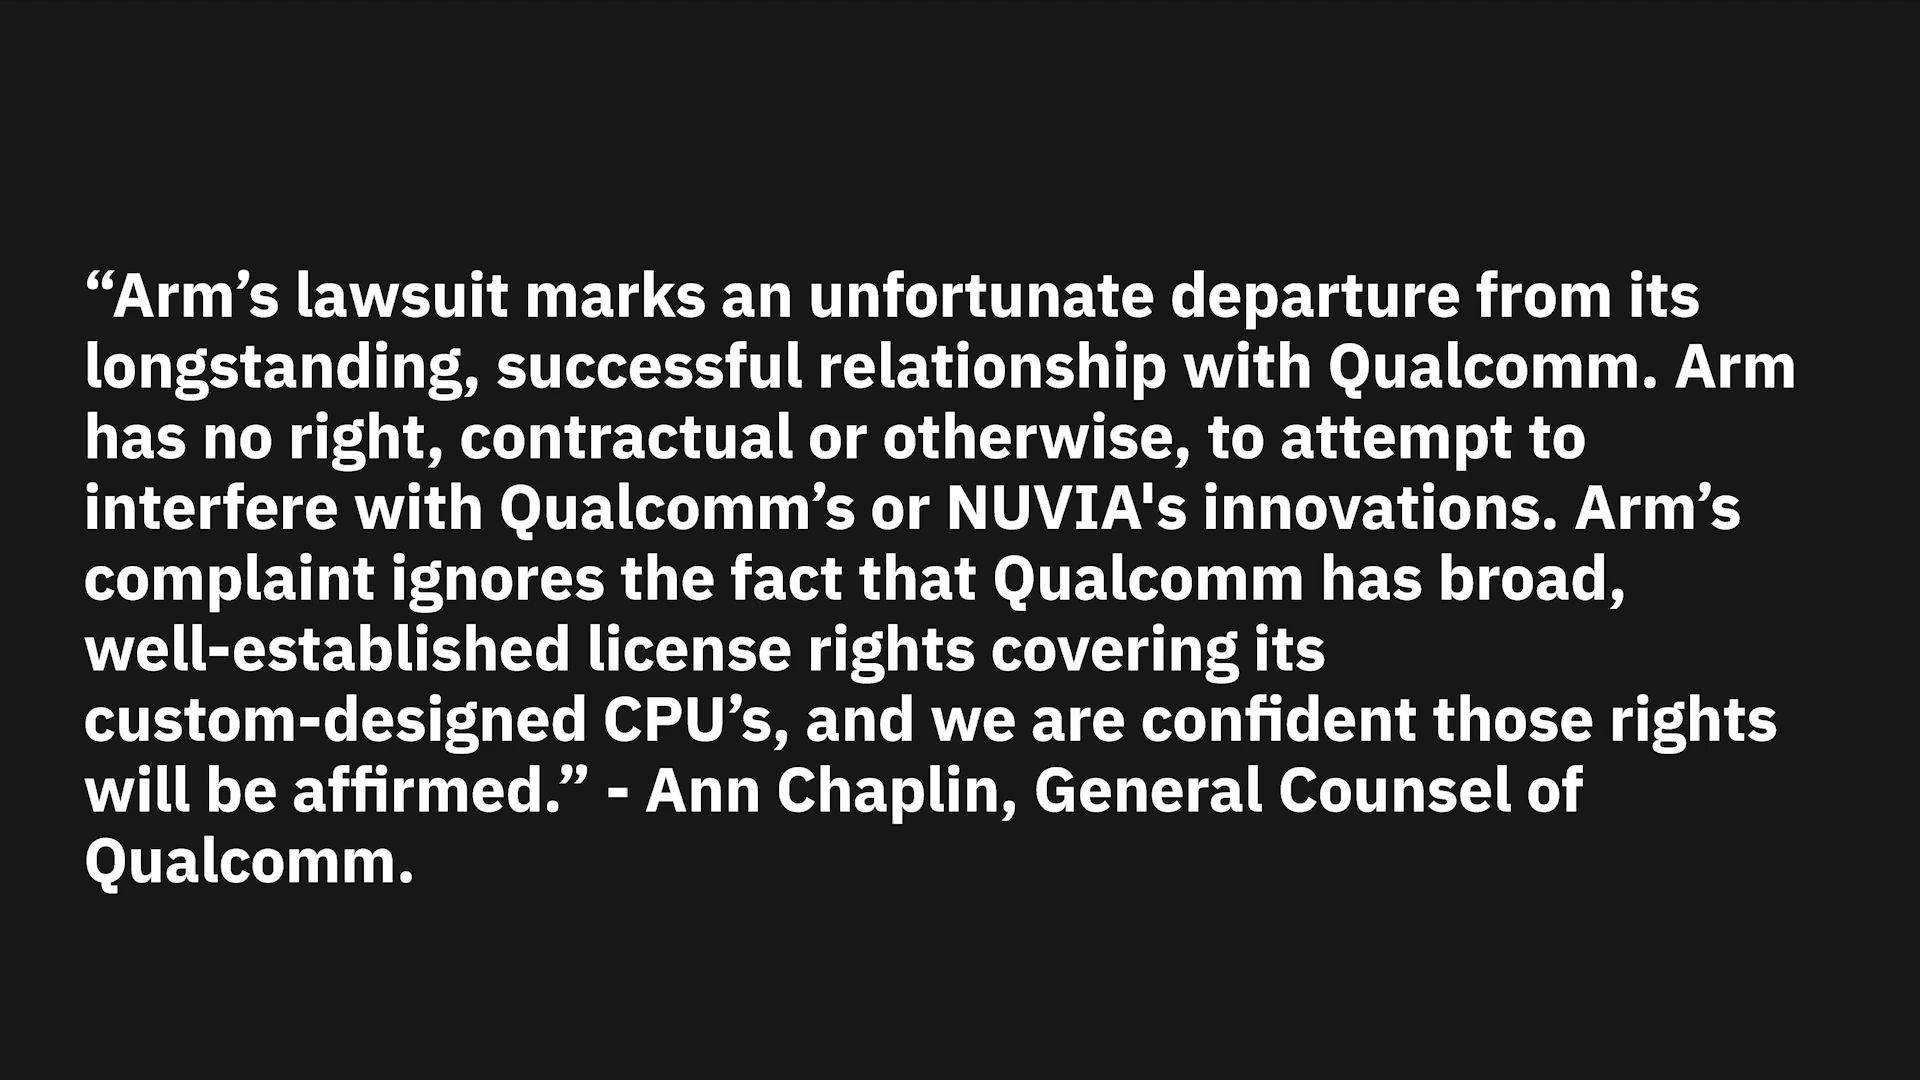 “Arm’s lawsuit marks an unfortunate departure from its
longstanding, successful relationship with Qualcomm. Arm
has no right, contractual or otherwise, to attempt to
interfere with Qualcomm’s or NUVIA's innovations. Arm’s
complaint ignores the fact that Qualcomm has broad,
well-established license rights covering its
custom-designed CPU’s, and we are confident those rights
will be affirmed.” - Ann Chaplin, General Counsel of
Qualcomm.